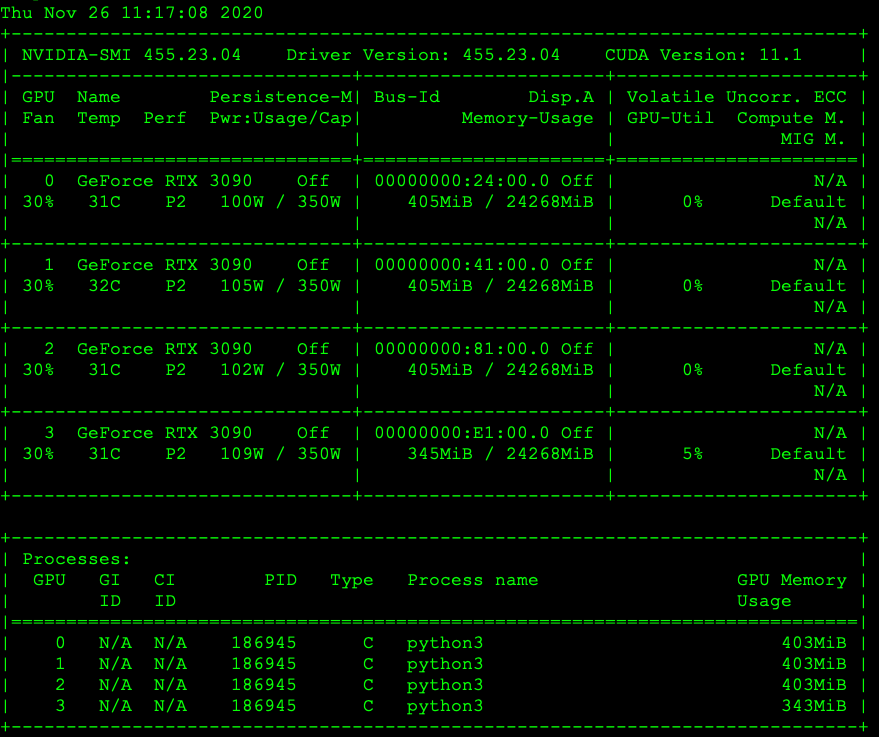 Thu Nov 26 11:17:08 2020
+-----------------------------------------------------------------------------+
| NVIDIA-SMI 455.23.04    Driver Version: 455.23.04    CUDA Version: 11.1     |
|-------------------------------+----------------------+----------------------+
| GPU  Name        Persistence-M| Bus-Id        Disp.A | Volatile Uncorr. ECC |
| Fan  Temp  Perf  Pwr:Usage/Cap|         Memory-Usage | GPU-Util  Compute M. |
|                               |                      |               MIG M. |
|===============================+======================+======================|
|   0  GeForce RTX 3090    Off  | 00000000:24:00.0 Off |                  N/A |
| 30%   31C    P2   100W / 350W |    405MiB / 24268MiB |      0%      Default |
|                               |                      |                  N/A |
+-------------------------------+----------------------+----------------------+
|   1  GeForce RTX 3090    Off  | 00000000:41:00.0 Off |                  N/A |
| 30%   32C    P2   105W / 350W |    405MiB / 24268MiB |      0%      Default |
|                               |                      |                  N/A |
+-------------------------------+----------------------+----------------------+
|   2  GeForce RTX 3090    Off  | 00000000:81:00.0 Off |                  N/A |
| 30%   31C    P2   102W / 350W |    405MiB / 24268MiB |      0%      Default |
|                               |                      |                  N/A |
+-------------------------------+----------------------+----------------------+
|   3  GeForce RTX 3090    Off  | 00000000:E1:00.0 Off |                  N/A |
| 30%   31C    P2   109W / 350W |    345MiB / 24268MiB |      5%      Default |
|                               |                      |                  N/A |
+-------------------------------+----------------------+----------------------+

+-----------------------------------------------------------------------------+
| Processes:                                                                  |
|  GPU   GI   CI        PID   Type   Process name                  GPU Memory |
|        ID   ID                                                   Usage      |
|=============================================================================|
|    0   N/A  N/A    186945      C   python3                           403MiB |
|    1   N/A  N/A    186945      C   python3                           403MiB |
|    2   N/A  N/A    186945      C   python3                           403MiB |
|    3   N/A  N/A    186945      C   python3                           343MiB |
+-----------------------------------------------------------------------------+